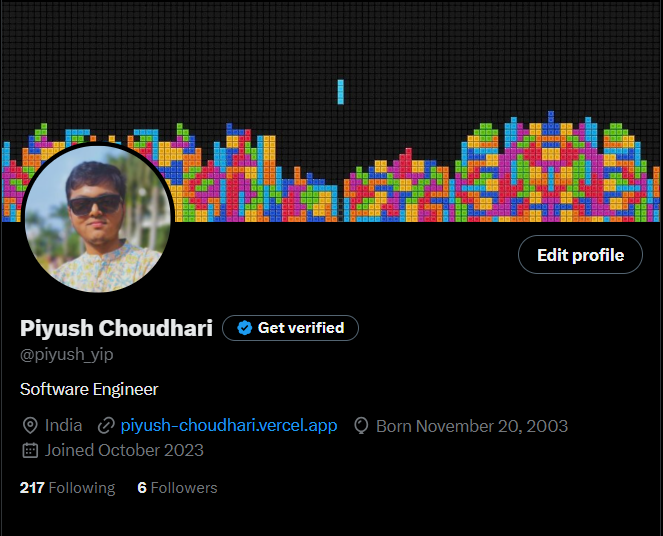 Edit profile
Piyush Choudhari Get verified
@piyush_yip
Software Engineer
India piyush-choudhari.vercel.app Born November 20, 2003
Joined October 2023
217 Following 6 Followers